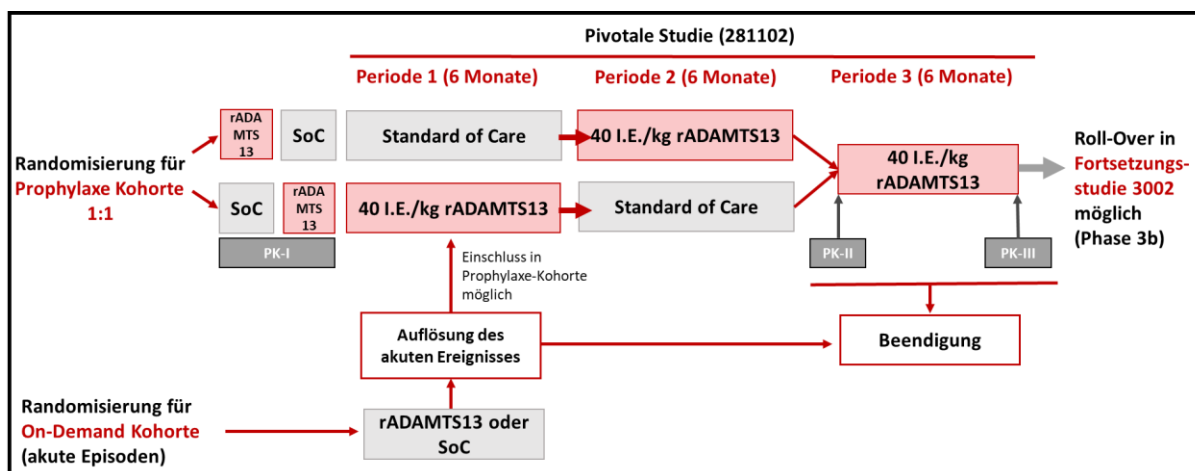 Pivotale Studie (281102)
Periode 1 (6 Monate)
Periode 2 (6 Monate)
Periode 3 (6 Monate)
Randomisierung für
Prophylaxe Kohorte
1:1
rADA
MTS
13
SoC
Standard of Care
40 I.E./kg rADAMTS13
SoC
rADA
MTS
13
40 I.E./kg rADAMTS13
Standard of Care
40 I.E./kg
rADAMTS13
Roll-Over in
Fortsetzungs-
studie 3002
möglich
(Phase 3b)
PK-I
PK-II
PK-III
Einschluss in
Prophylaxe-Kohorte
möglich
Auflösung des
akuten Ereignisses
Beendigung
Randomisierung für
On-Demand Kohorte
(akute Episoden)
rADAMTS13 oder
SoC